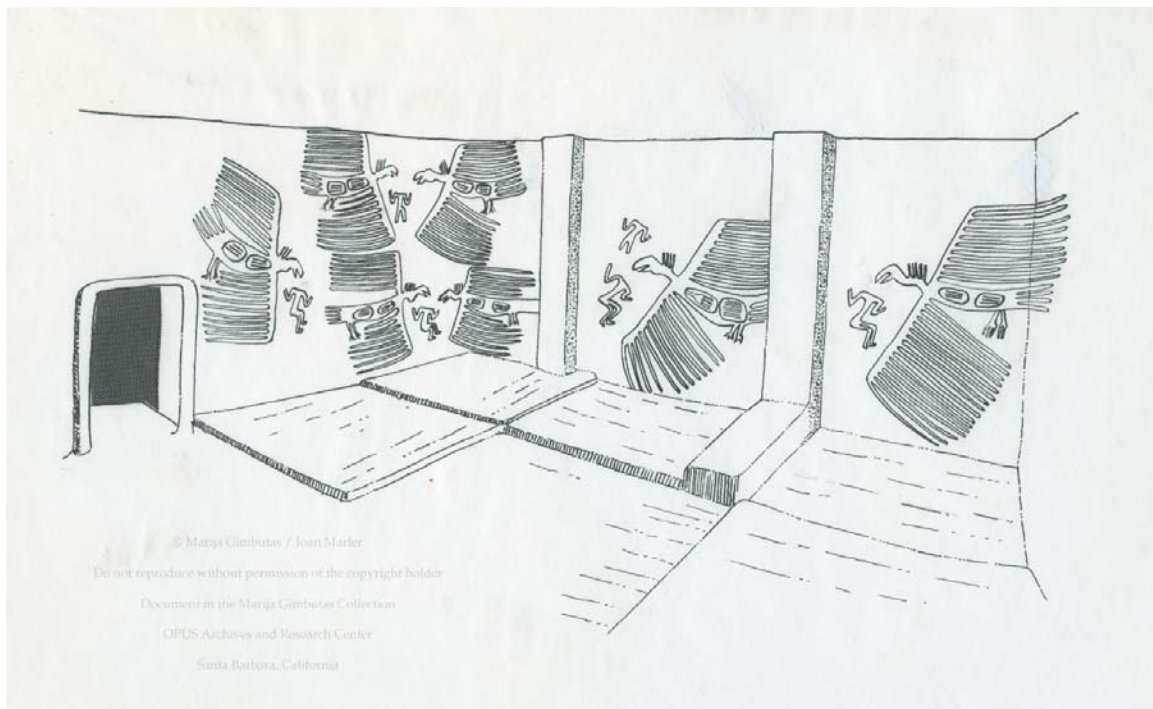 © Marija Gimbutas / Joan Marler
Do not reproduce without permission of the copyright holder
Document in the Marija Gimbutas Collection
OPUS Archives and Research Center
Santa Barbara, California